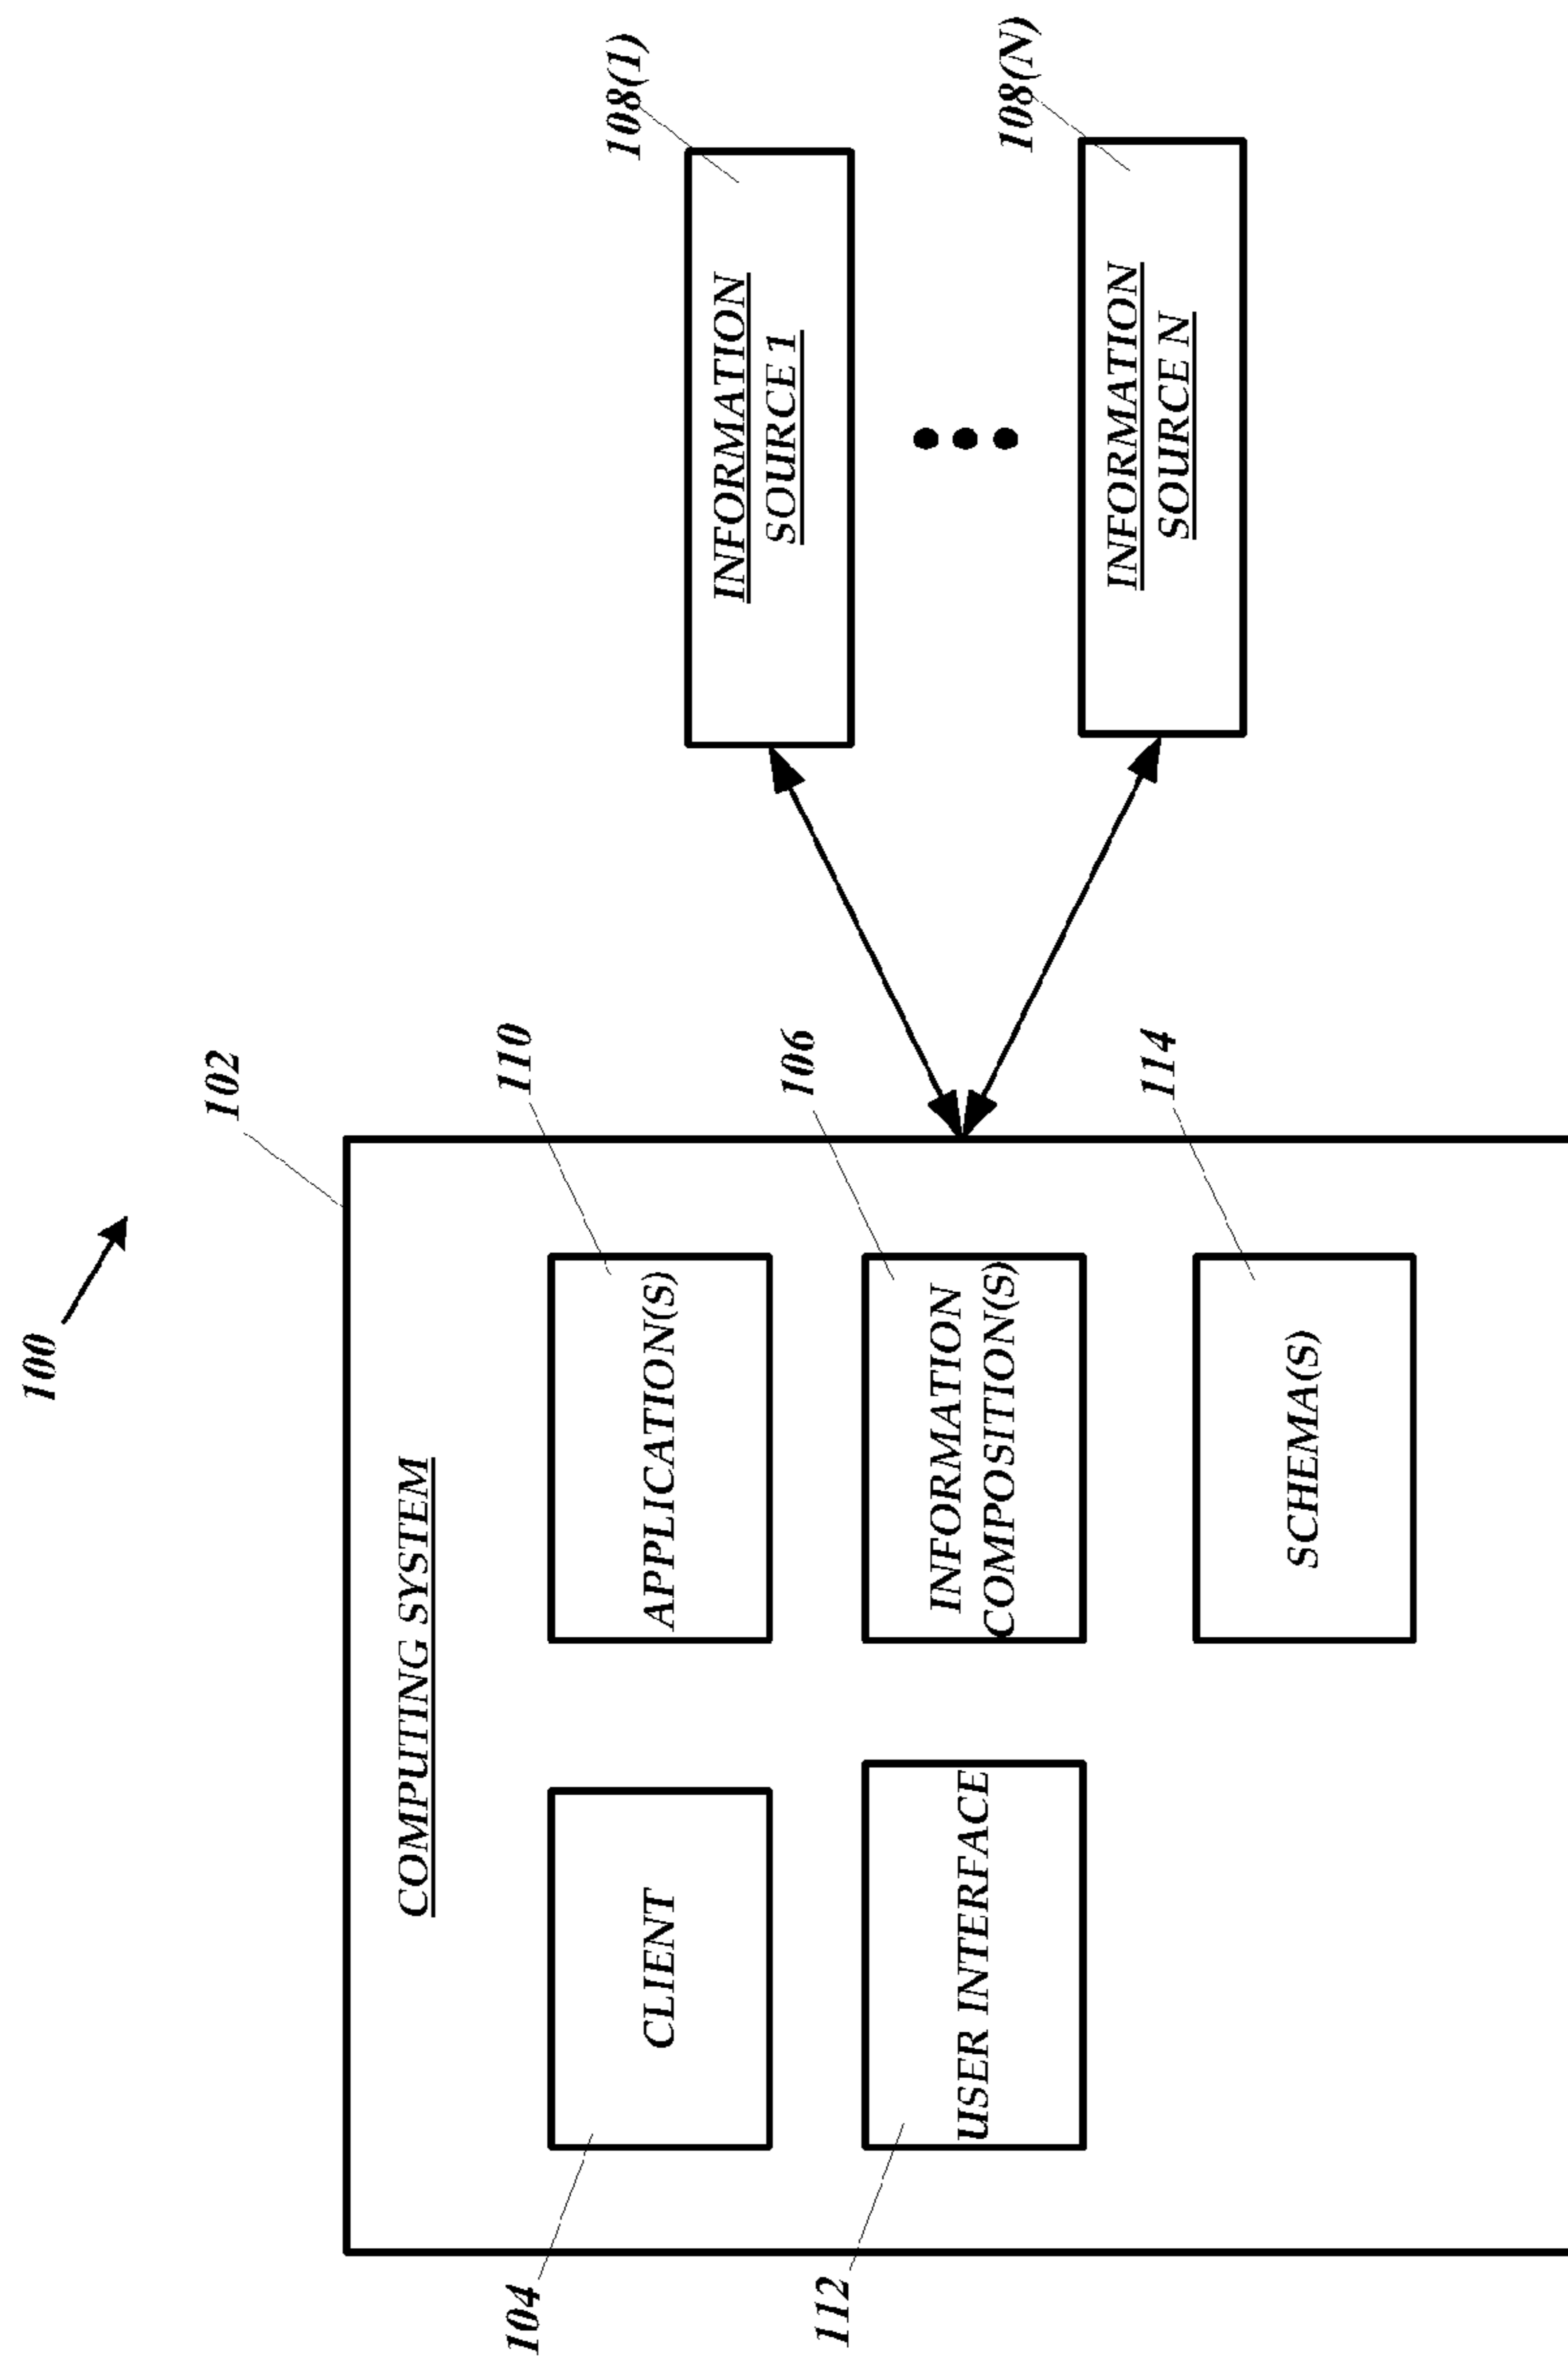 100
102
COMPUTING SYSTEM
104
CLIENT
110
APPLICATION(S)
108(1)
INFORMATION
SOURCE 1
112
USER INTERFACE
106
INFORMATION
COMPOSITION(S)
108(N)
INFORMATION
SOURCE N
114
SCHEMA(S)